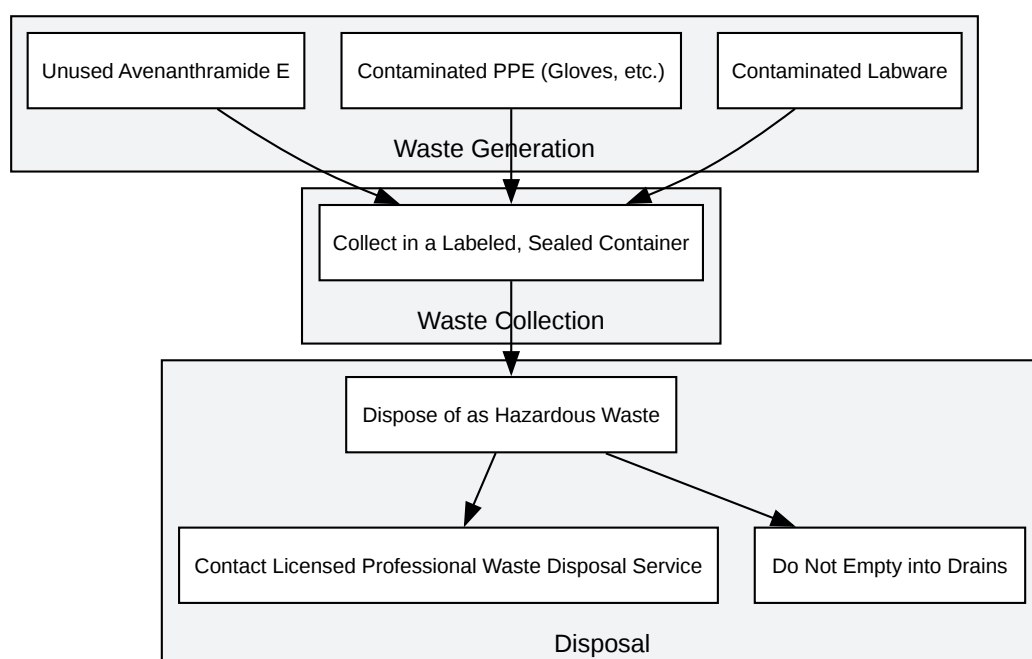 Unused Avenanthramide E
Contaminated PPE (Gloves, etc.)
Contaminated Labware
Waste Generation
Collect in a Labeled, Sealed Container
Waste Collection
Dispose of as Hazardous Waste
Contact Licensed Professional Waste Disposal Service
Do Not Empty into Drains
Disposal